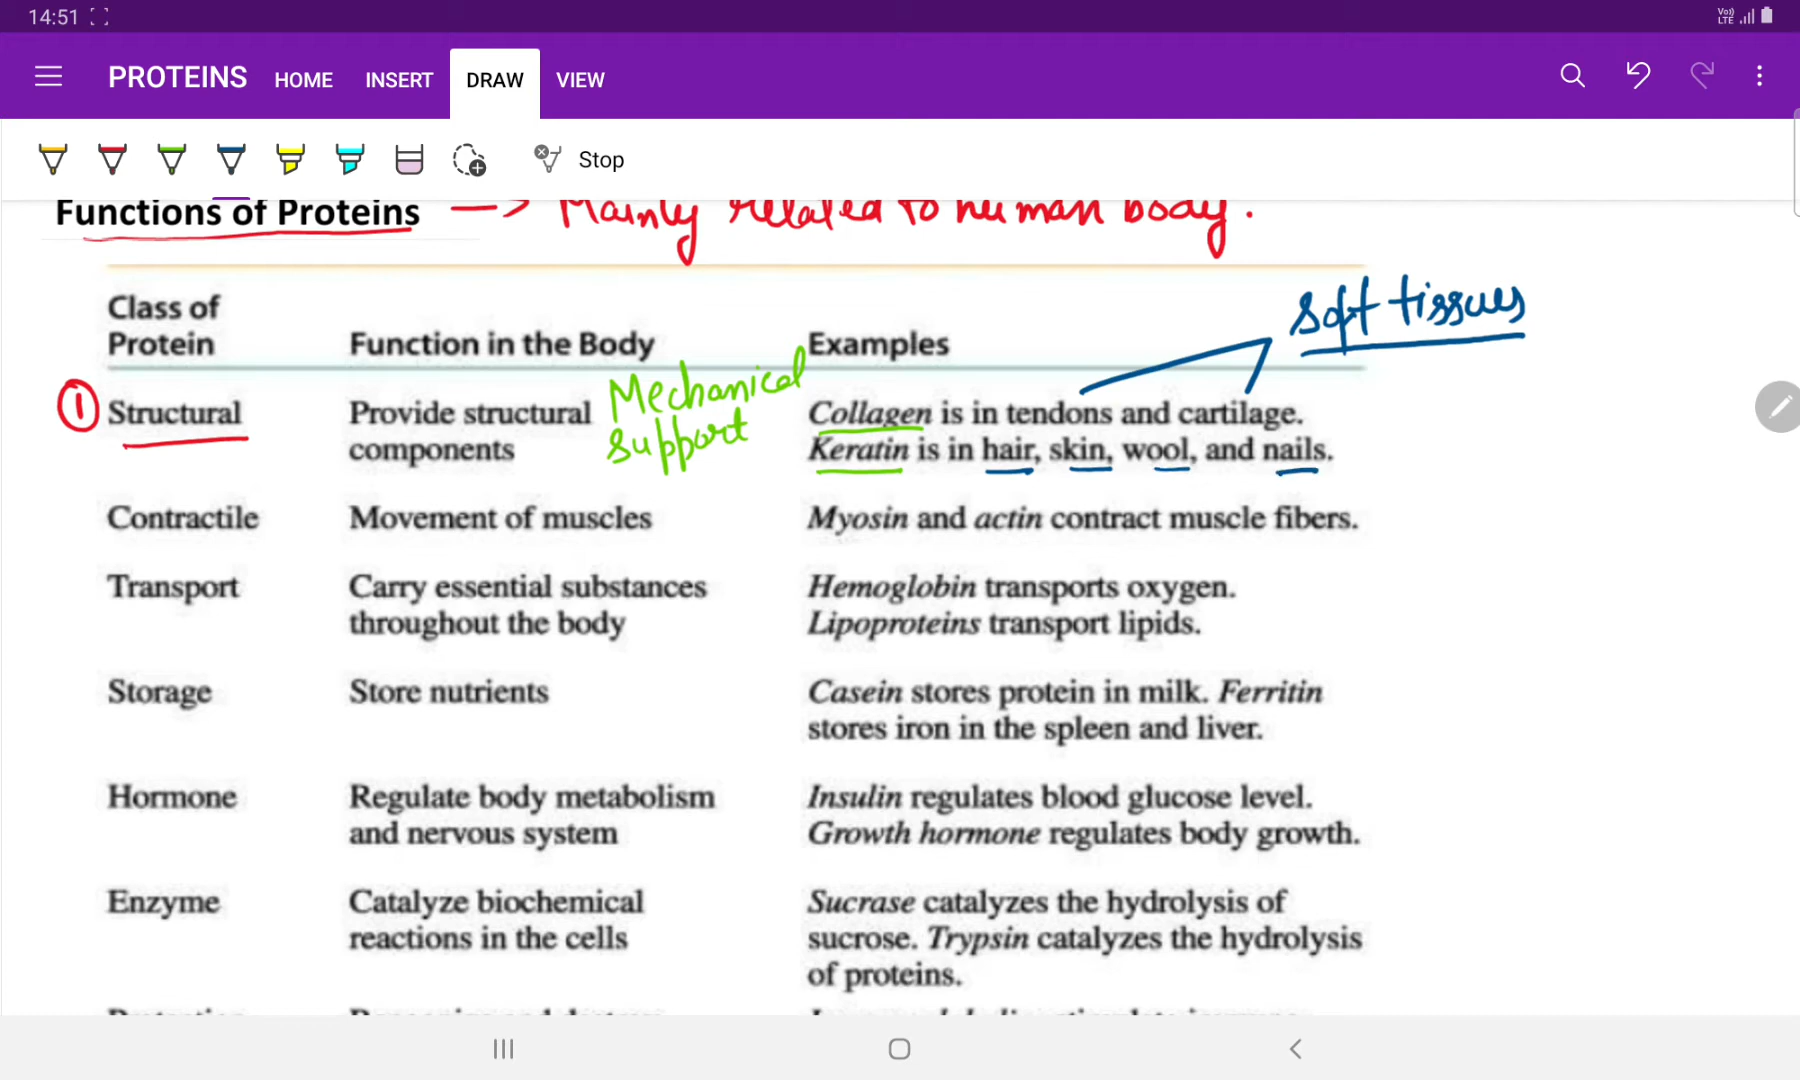 14:51
Vo)) LTE
PROTEINS HOME INSERT DRAW VIEW
Stop
Functions of Proteins —> Mainly related to human body.
soft tissues
Class of Protein Function in the Body Examples
① Structural Provide structural components Mechanical support Collagen is in tendons and cartilage.
Keratin is in hair, skin, wool, and nails.
Contractile Movement of muscles Myosin and actin contract muscle fibers.
Transport Carry essential substances Hemoglobin transports oxygen.
throughout the body Lipoproteins transport lipids.
Storage Store nutrients Casein stores protein in milk. Ferritin
stores iron in the spleen and liver.
Hormone Regulate body metabolism Insulin regulates blood glucose level.
and nervous system Growth hormone regulates body growth.
Enzyme Catalyze biochemical Sucrase catalyzes the hydrolysis of
reactions in the cells sucrose. Trypsin catalyzes the hydrolysis
of proteins.